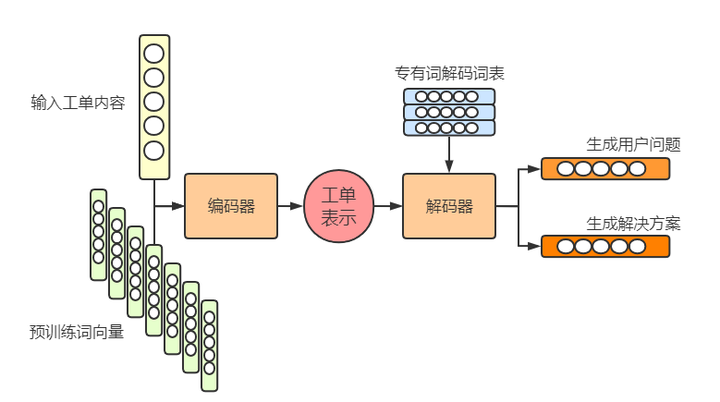 专有词解码词表
输入工单内容
生成用户问题
编码器
工单
表示
解码器
生成解决方案
预训练词向量